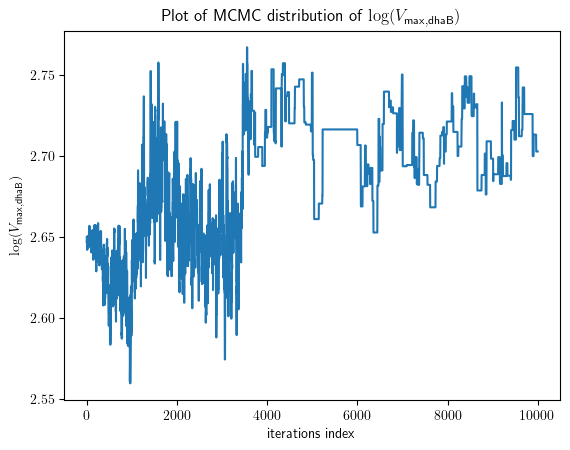 Plot of MCMC distribution of log(V_max,dhaB)
log(V_max,dhaB)
2.75
2.70
2.65
2.60
2.55
0 2000 4000 6000 8000 10000
iterations index